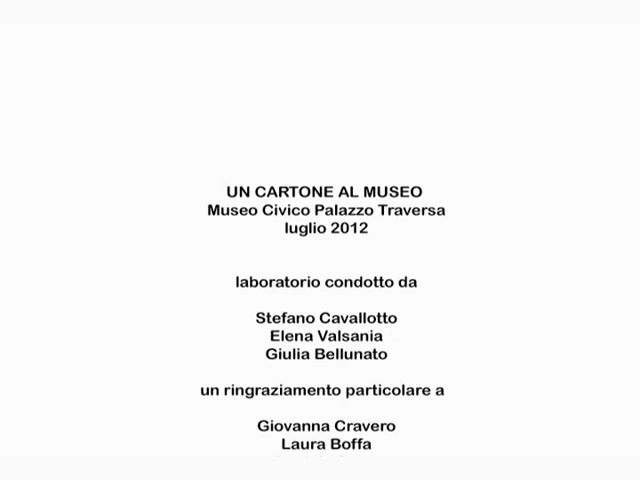 UN CARTONE AL MUSEO
Museo Civico Palazzo Traversa
luglio 2012
laboratorio condotto da
Stefano Cavallotto
Elena Valsania
Giulia Bellunato
un ringraziamento particolare a
Giovanna Cravero
Laura Boffa